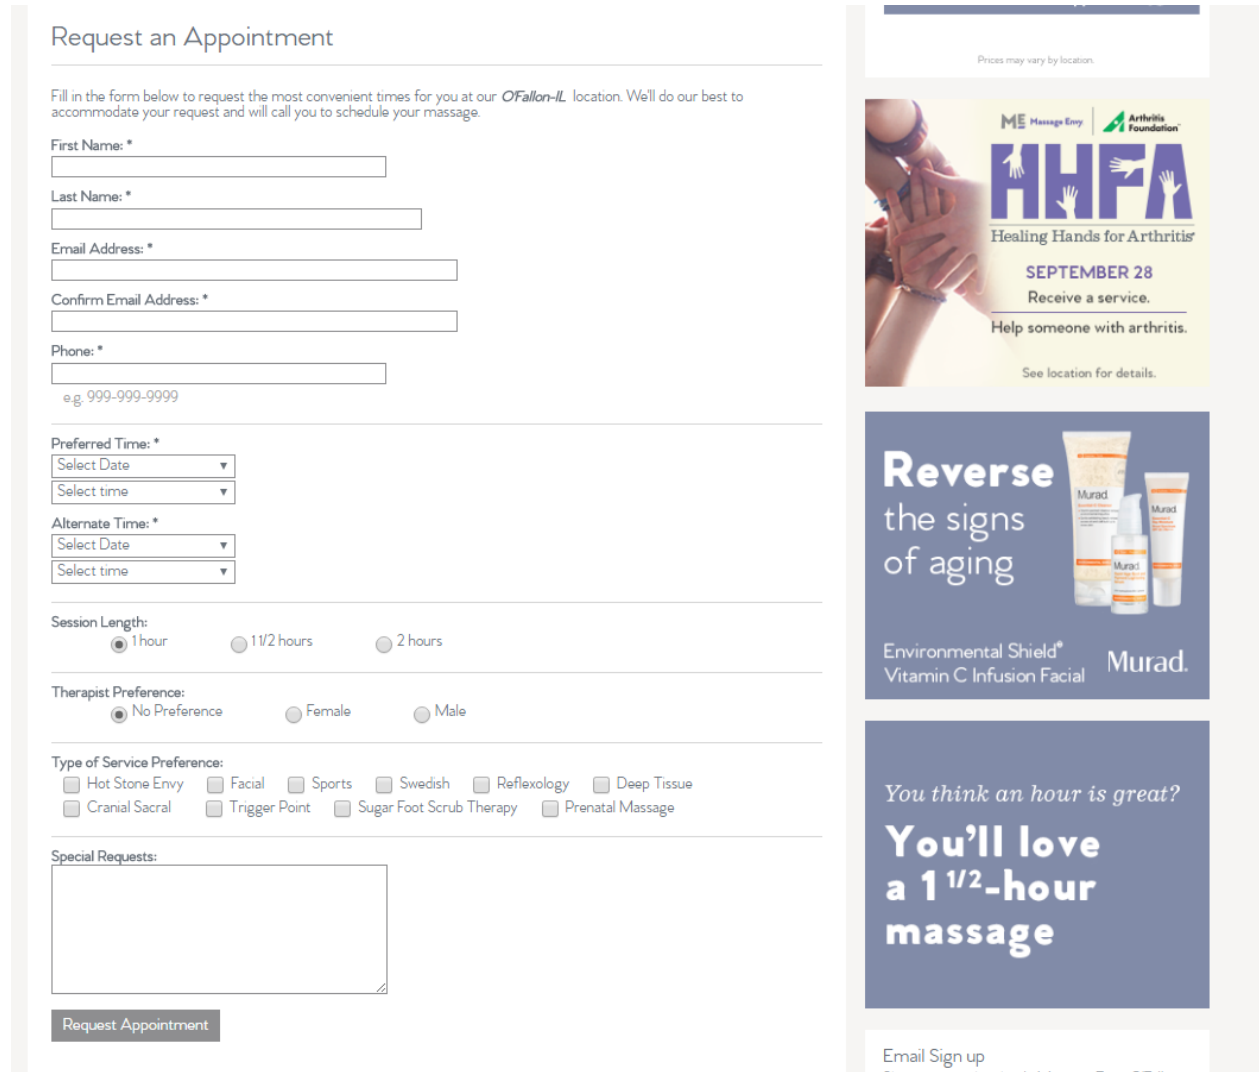 Request an Appointment
Fill in the form below to request the most convenient times for you at our O'Fallon-IL location. We'll do our best to
accommodate your request and will call you to schedule your massage.
First Name: *
Last Name: *
Email Address: *
Confirm Email Address: *
Phone: *
e.g. 999-999-9999
Preferred Time: *
Select Date
Select time
Alternate Time: *
Select Date
Select time
Session Length:
1 hour 1 1/2 hours 2 hours
Therapist Preference:
No Preference Female Male
Type of Service Preference:
Hot Stone Envy Facial Sports Swedish Reflexology Deep Tissue
Cranial Sacral Trigger Point Sugar Foot Scrub Therapy Prenatal Massage
Special Requests:
Request Appointment
Prices may vary by location.
ME Massage Envy Arthritis
Foundation™
HHFA
Healing Hands for Arthritis®
SEPTEMBER 28
Receive a service.
Help someone with arthritis.
See location for details.
Reverse
the signs
of aging
Murad.
Murad.
Murad.
Environmental Shield®
Vitamin C Infusion Facial
Murad.
You think an hour is great?
You'll love
a 1 1/2-hour
massage
Email Sign up